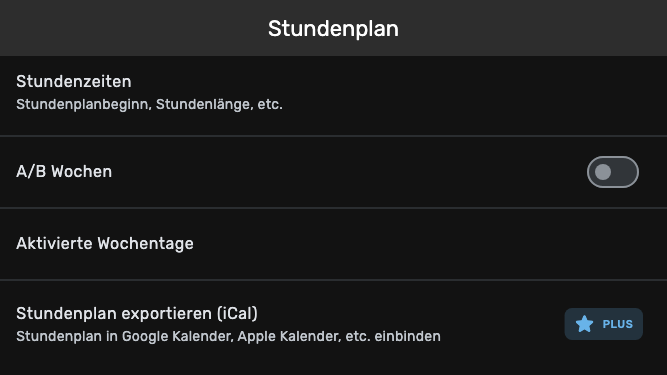 Stundenplan
Stundenzeiten
Stundenplanbeginn, Stundenlänge, etc.
A/B Wochen
Aktivierte Wochentage
Stundenplan exportieren (iCal)
Stundenplan in Google Kalender, Apple Kalender, etc. einbinden
PLUS